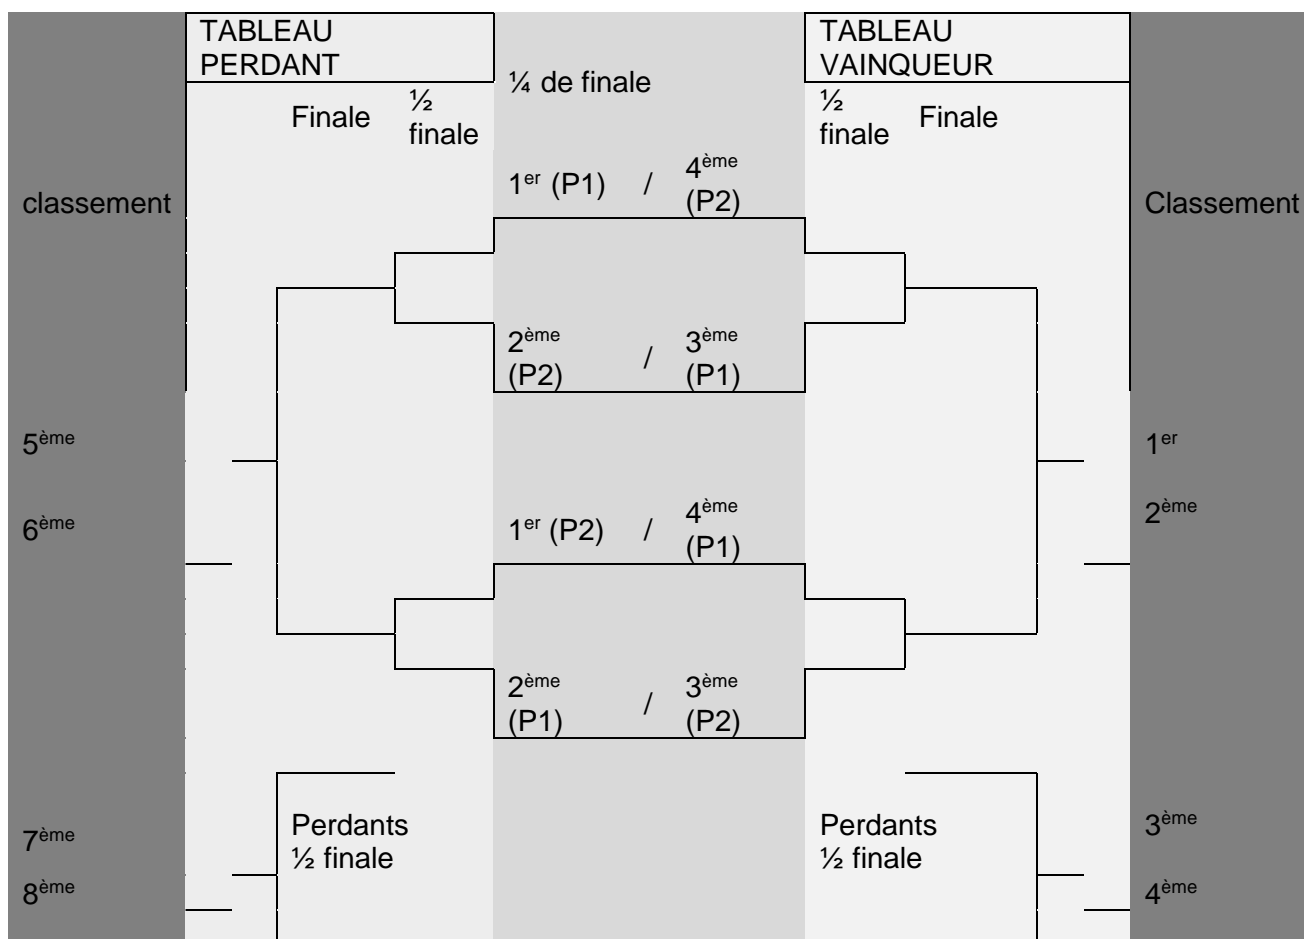 TABLEAU
PERDANT
TABLEAU
VAINQUEUR
¼ de finale
Finale
½
finale
½
finale
Finale
classement
1er (P1) / 4ème
(P2)
Classement
2ème
(P2) / 3ème
(P1)
5ème
1er
6ème
1er (P2) / 4ème
(P1)
2ème
2ème
(P1) / 3ème
(P2)
7ème
Perdants
½ finale
Perdants
½ finale
3ème
8ème
4ème